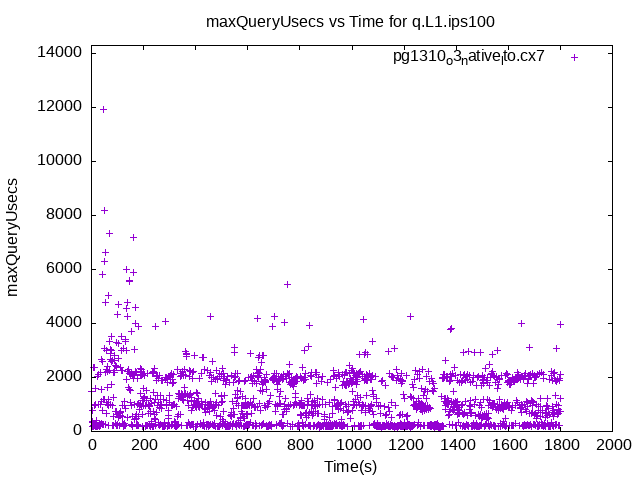 maxQueryUsecs vs Time for q.L1.ips100
pg1310o3nativelto.cx7
maxQueryUsecs
14000
12000
10000
8000
6000
4000
2000
0
0 200 400 600 800 1000 1200 1400 1600 1800 2000
Time(s)